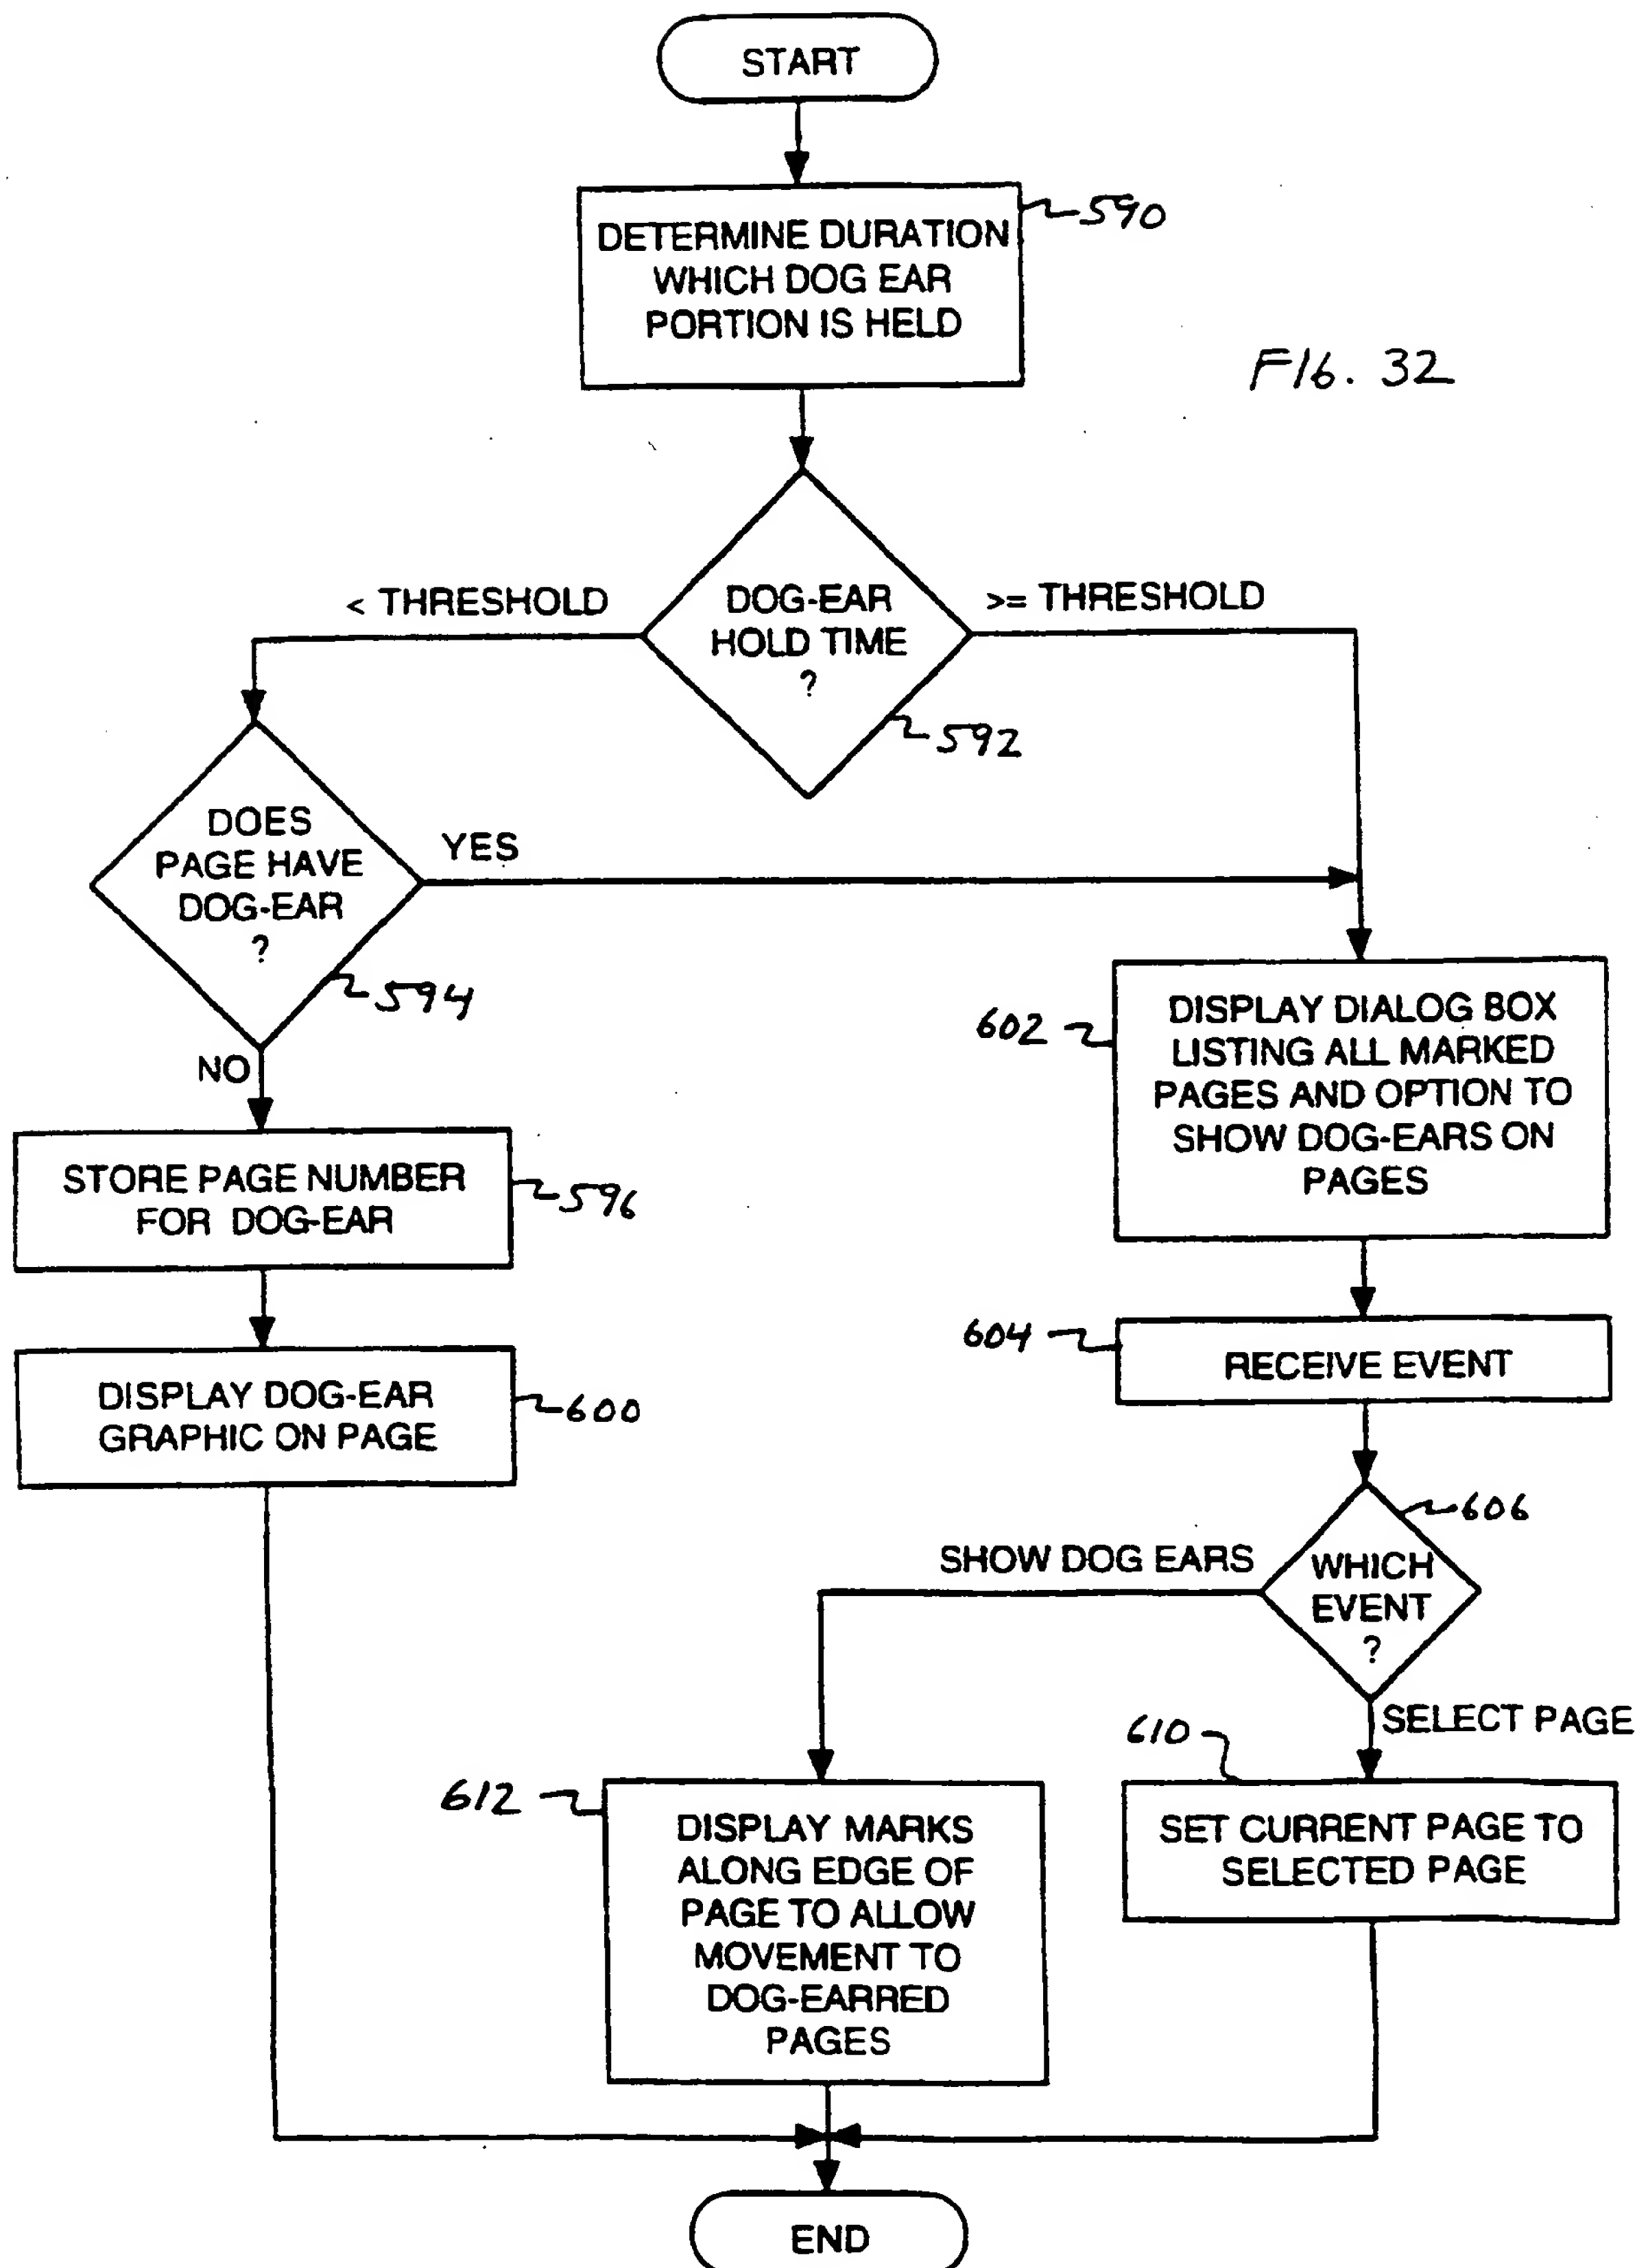 START
DETERMINE DURATION
WHICH DOG EAR
PORTION IS HELD
590
FIG. 32
DOG-EAR
HOLD TIME
?
592
< THRESHOLD
>= THRESHOLD
DOES
PAGE HAVE
DOG-EAR
?
594
YES
NO
STORE PAGE NUMBER
FOR DOG-EAR
596
DISPLAY DOG-EAR
GRAPHIC ON PAGE
600
602
DISPLAY DIALOG BOX
LISTING ALL MARKED
PAGES AND OPTION TO
SHOW DOG-EARS ON
PAGES
604
RECEIVE EVENT
606
WHICH
EVENT
?
SHOW DOG EARS
SELECT PAGE
612
DISPLAY MARKS
ALONG EDGE OF
PAGE TO ALLOW
MOVEMENT TO
DOG-EARRED
PAGES
610
SET CURRENT PAGE TO
SELECTED PAGE
END